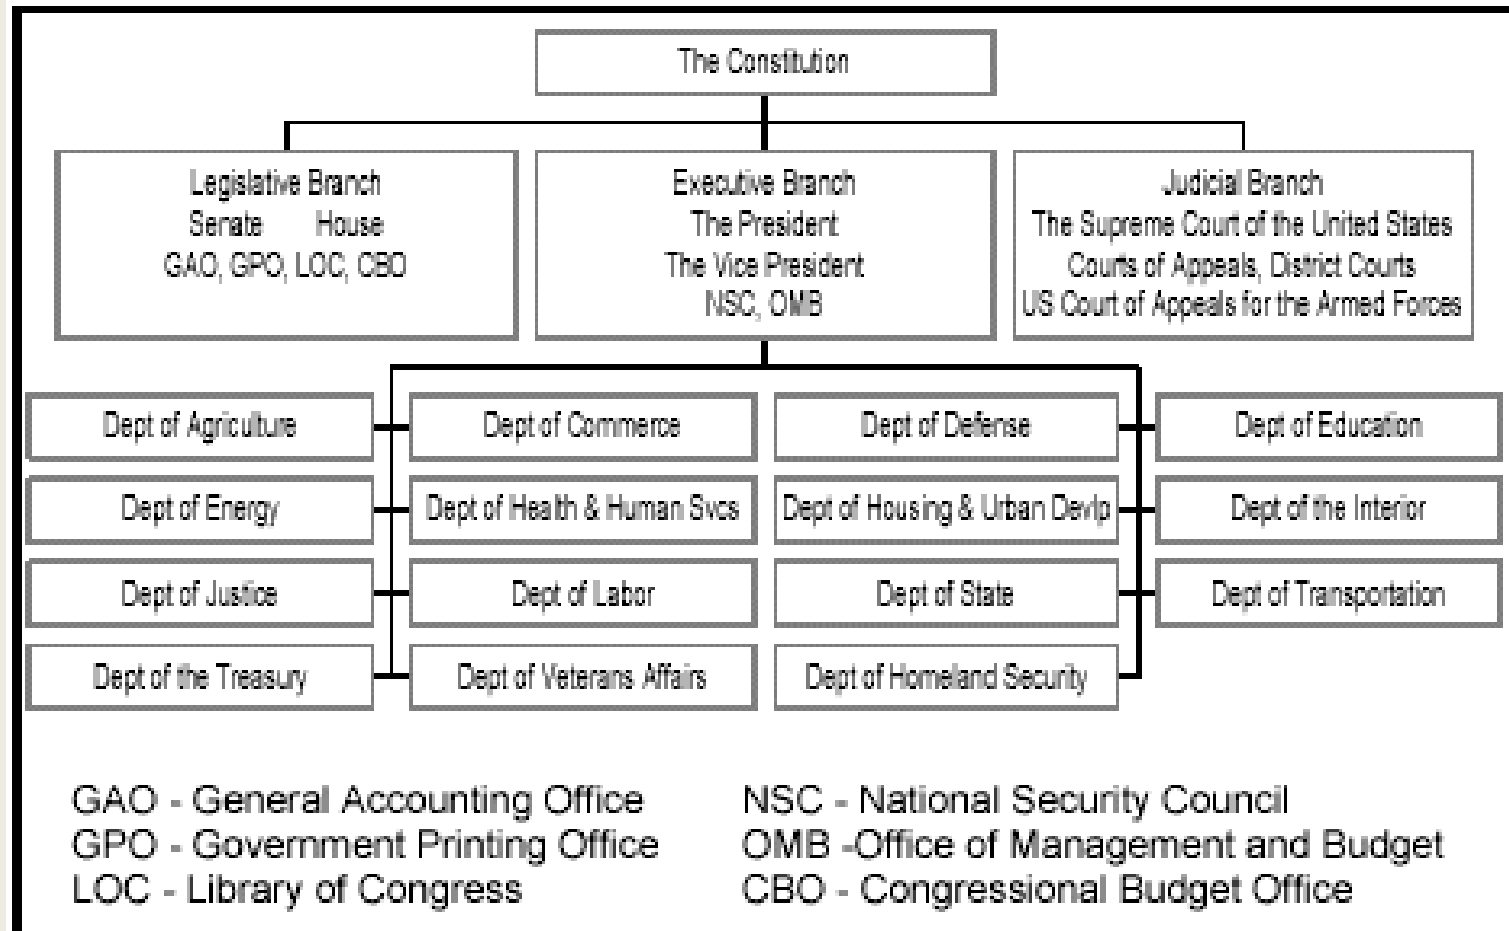 The Constitution
Legislative Branch
Senate House
GAO, GPO, LOC, CBO
Executive Branch
The President
The Vice President
NSC, OMB
Judicial Branch
The Supreme Court of the United States
Courts of Appeals, District Courts
US Court of Appeals for the Armed Forces
Dept of Agriculture
Dept of Commerce
Dept of Defense
Dept of Education
Dept of Energy
Dept of Health & Human Svcs
Dept of Housing & Urban Devlp
Dept of the Interior
Dept of Justice
Dept of Labor
Dept of State
Dept of Transportation
Dept of the Treasury
Dept of Veterans Affairs
Dept of Homeland Security
GAO - General Accounting Office
GPO - Government Printing Office
LOC - Library of Congress
NSC - National Security Council
OMB -Office of Management and Budget
CBO - Congressional Budget Office